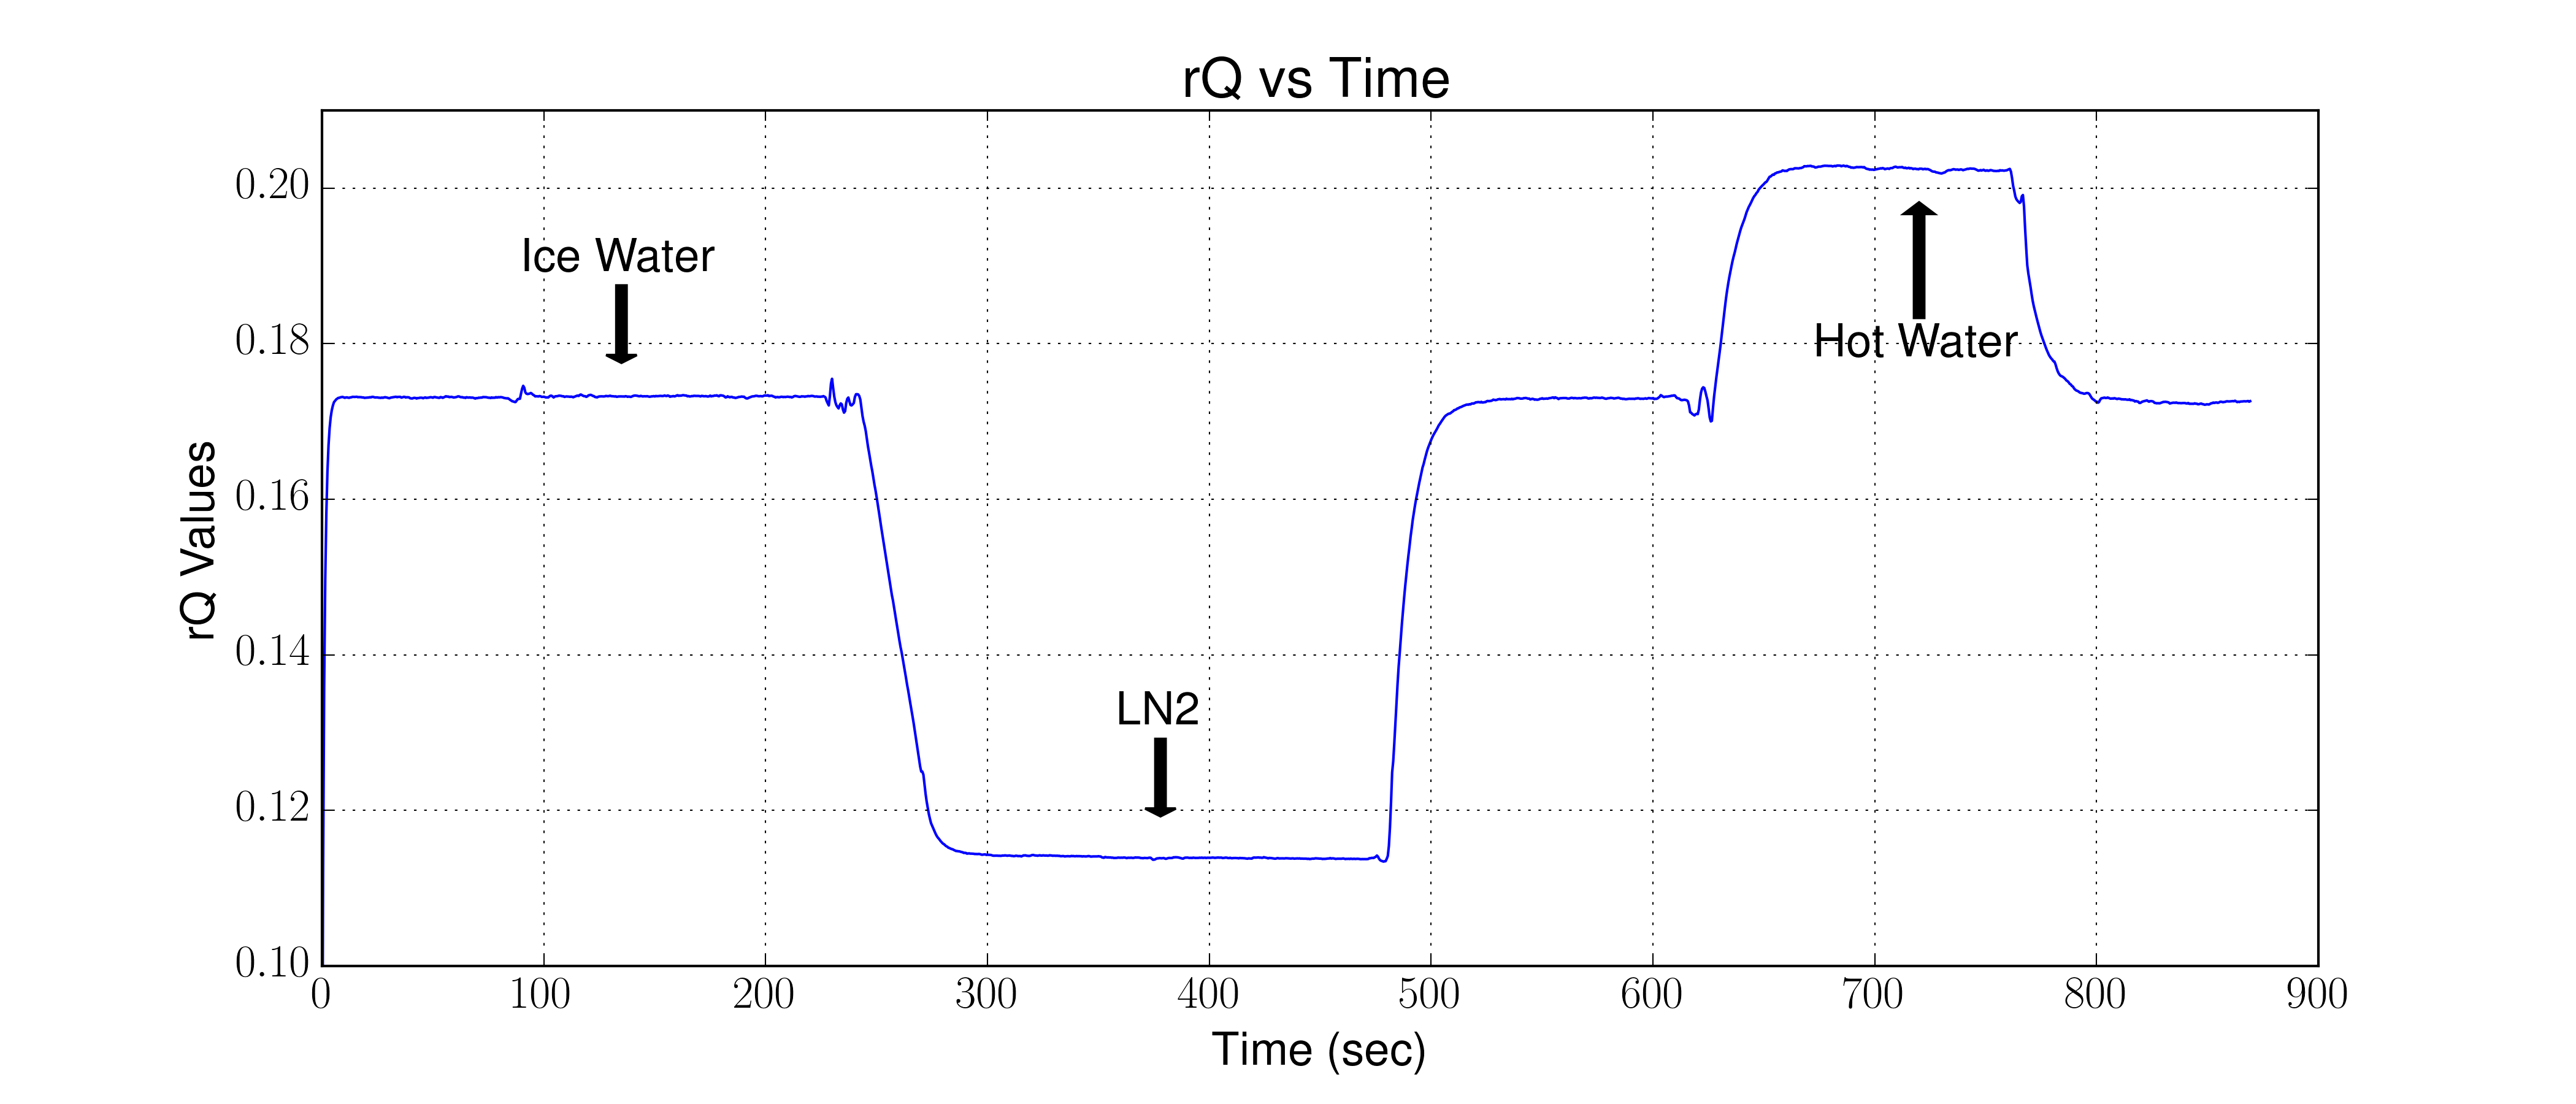 rQ vs Time
0.20
Ice Water
0.18
Hot Water
rQ Values
0.16
0.14
LN2
0.12
0.10
0 100 200 300 400 500 600 700 800 900
Time (sec)